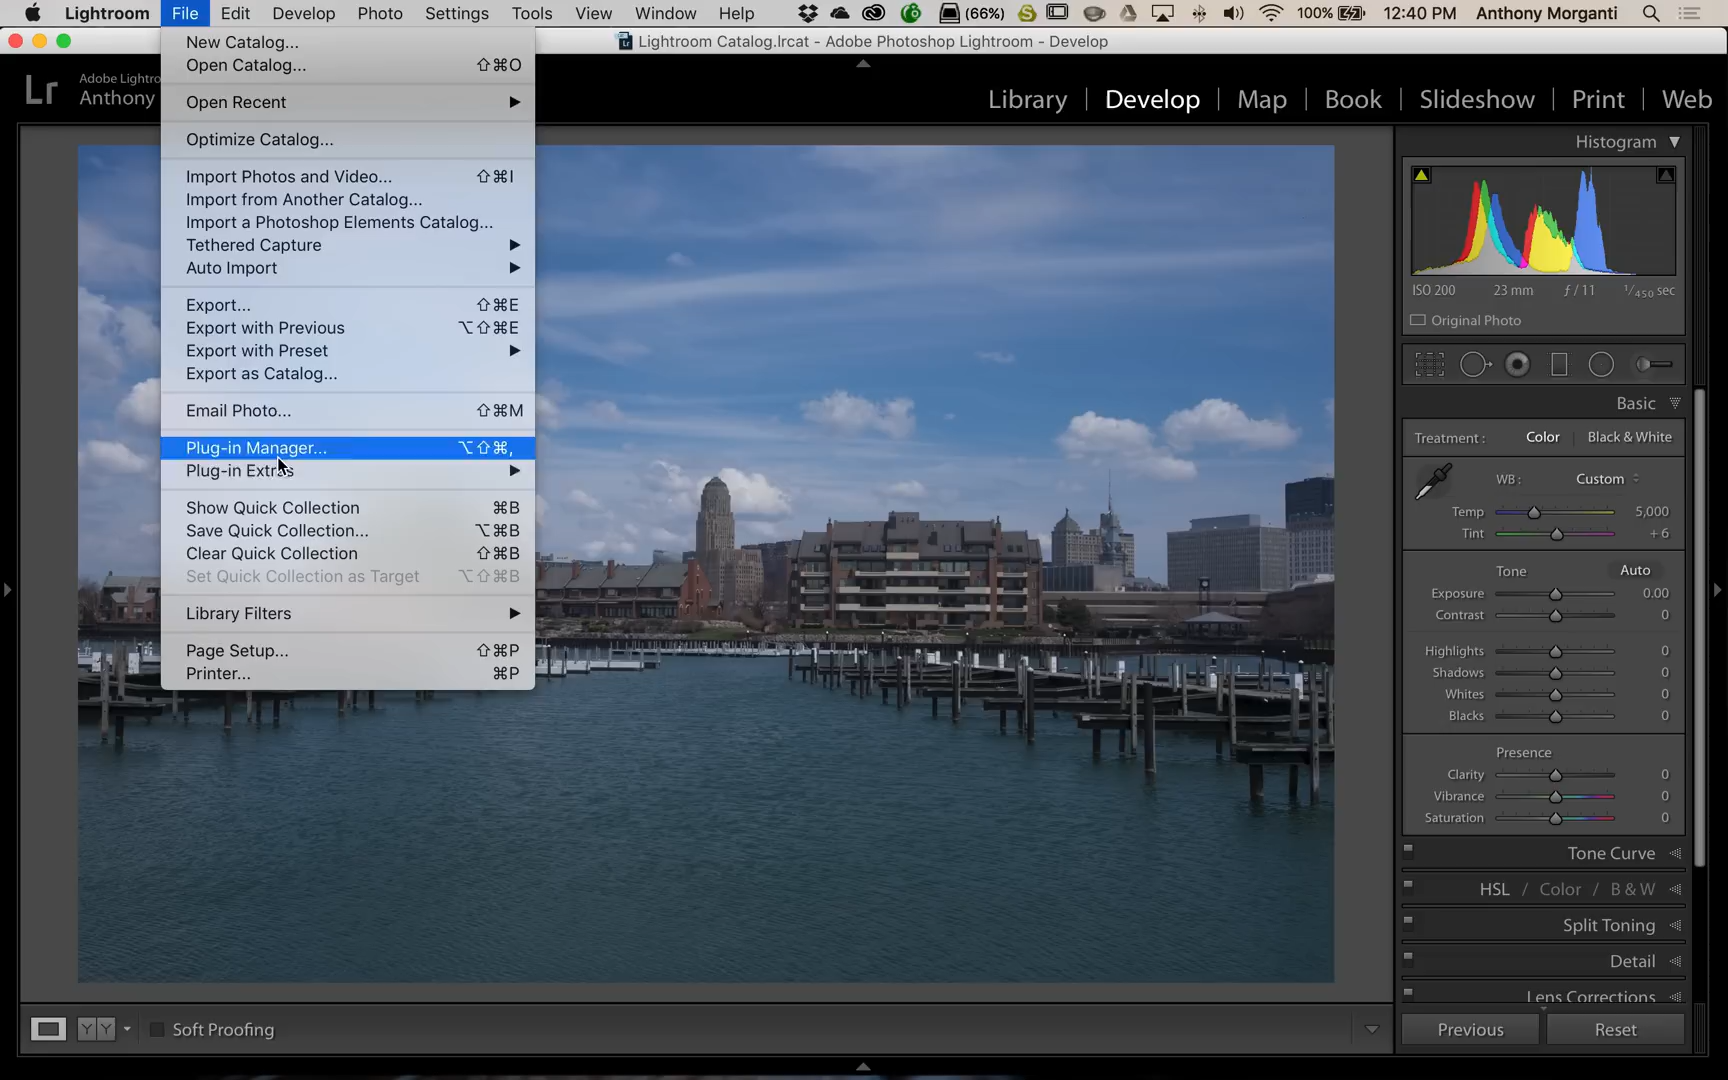 Lightroom File Edit Develop Photo Settings Tools View Window Help (66%) 100% 12:40 PM Anthony Morganti
Lightroom Catalog.lrcat - Adobe Photoshop Lightroom - Develop
Lr Adobe Lightro
Anthony
Library | Develop | Map | Book | Slideshow | Print | Web
New Catalog...
Open Catalog... ⇧⌘O
Open Recent
Optimize Catalog...
Import Photos and Video... ⇧⌘I
Import from Another Catalog...
Import a Photoshop Elements Catalog...
Tethered Capture
Auto Import
Export... ⇧⌘E
Export with Previous ⌥⇧⌘E
Export with Preset
Export as Catalog...
Email Photo... ⇧⌘M
Plug-in Manager... ⌥⇧⌘,
Plug-in Extras
Show Quick Collection ⌘B
Save Quick Collection... ⌥⌘B
Clear Quick Collection ⇧⌘B
Set Quick Collection as Target ⌥⇧⌘B
Library Filters
Page Setup... ⇧⌘P
Printer... ⌘P
Histogram
ISO 200 23 mm ƒ / 11 1/450 sec
Original Photo
Basic
Treatment : Color Black & White
WB : Custom
Temp 5,000
Tint + 6
Tone Auto
Exposure 0.00
Contrast 0
Highlights 0
Shadows 0
Whites 0
Blacks 0
Presence
Clarity 0
Vibrance 0
Saturation 0
Tone Curve
HSL / Color / B & W
Split Toning
Detail
Lens Corrections
YY Soft Proofing
Previous Reset